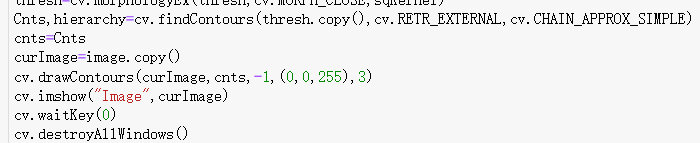 thresh=cv.morphologyEx(thresh,cv.MORPH_CLOSE,sqKernel)
Cnts,hierarchy=cv.findContours(thresh.copy(),cv.RETR_EXTERNAL,cv.CHAIN_APPROX_SIMPLE)
cnts=Cnts
curImage=image.copy()
cv.drawContours(curImage,cnts,-1,(0,0,255),3)
cv.imshow("Image",curImage)
cv.waitKey(0)
cv.destroyAllWindows()